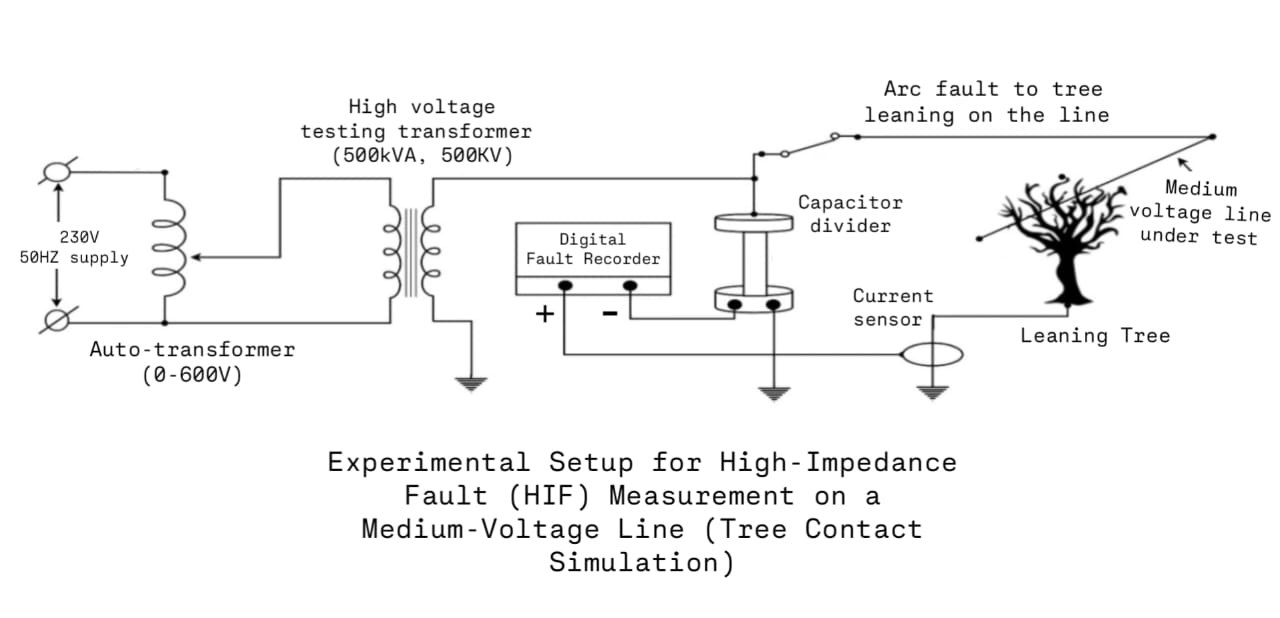 Arc fault to tree
leaning on the line
High voltage
testing transformer
(500kVA, 500KV)
Medium
voltage line
under test
Capacitor
divider
230V
50HZ supply
Digital
Fault Recorder
+ -
Current
sensor
Leaning Tree
Auto-transformer
(0-600V)
Experimental Setup for High-Impedance
Fault (HIF) Measurement on a
Medium-Voltage Line (Tree Contact
Simulation)